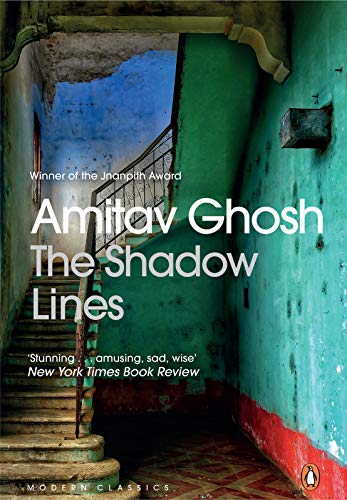 Winner of the Jnanpith Award
Amitav Ghosh
The Shadow
Lines
‘Stunning . . . amusing, sad, wise’
New York Times Book Review
MODERN CLASSICS